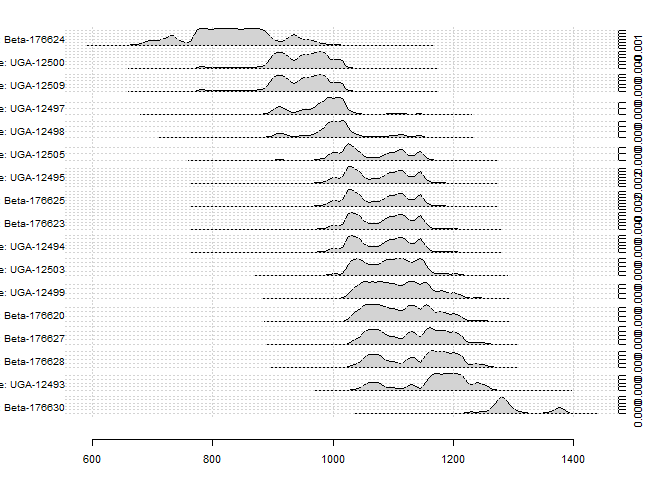 Beta-176624
e: UGA-12500
e: UGA-12509
e: UGA-12497
e: UGA-12498
e: UGA-12505
e: UGA-12495
Beta-176625
Beta-176623
e: UGA-12494
e: UGA-12503
e: UGA-12499
Beta-176620
Beta-176627
Beta-176628
e: UGA-12493
Beta-176630
600 800 1000 1200 1400